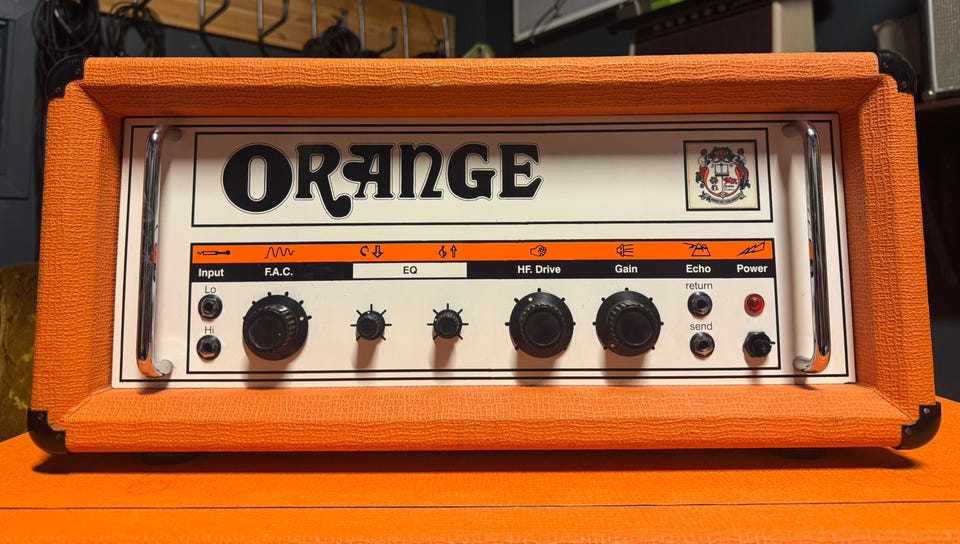 ORANGE
Input F.A.C. EQ HF. Drive Gain Echo Power
Lo return
Hi send